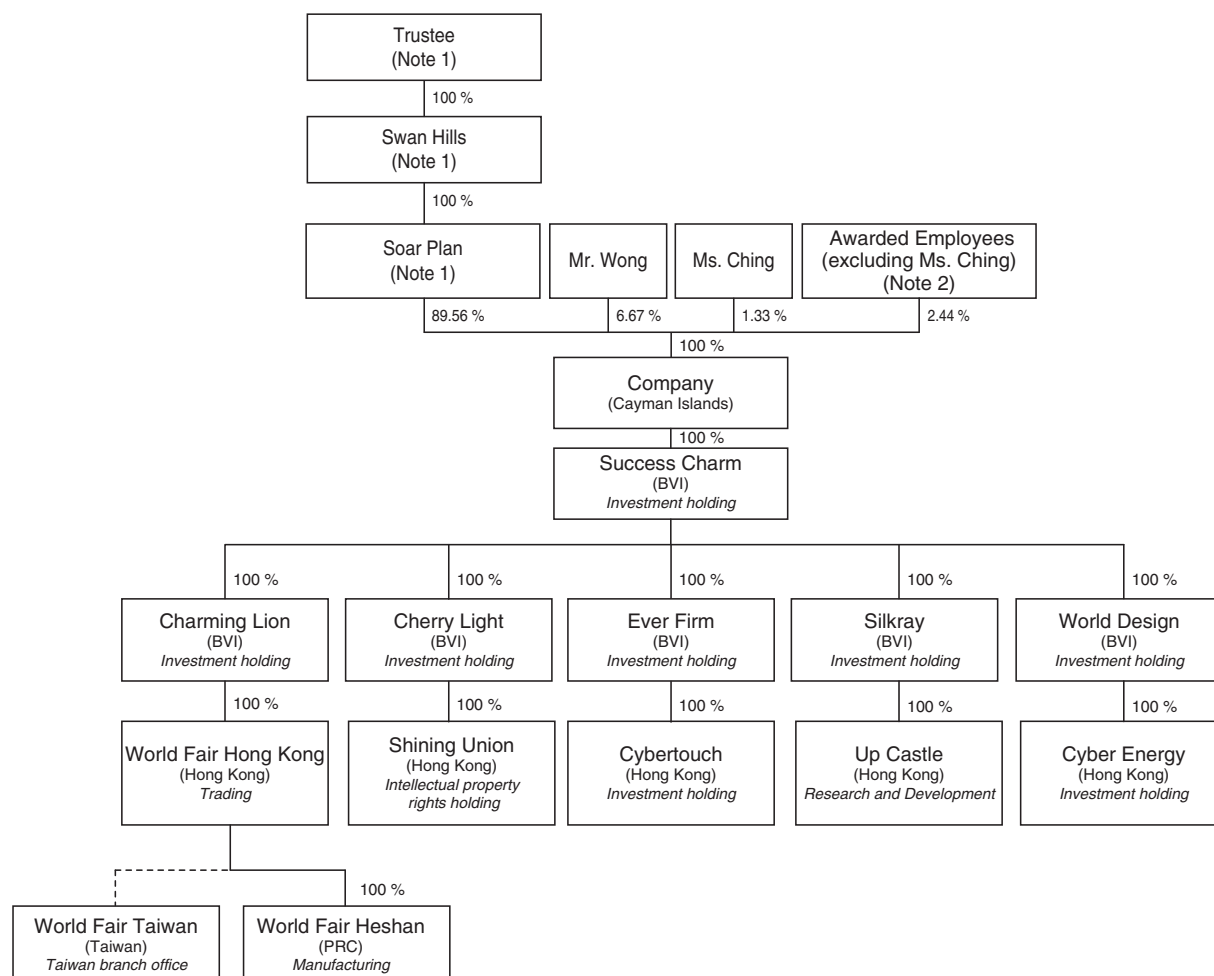 Trustee
(Note 1)
100 %
Swan Hills
(Note 1)
100 %
Soar Plan
(Note 1)
Mr. Wong
Ms. Ching
Awarded Employees
(excluding Ms. Ching)
(Note 2)
89.56 %
6.67 %
1.33 %
2.44 %
100 %
Company
(Cayman Islands)
100 %
Success Charm
(BVI)
Investment holding
100 %
100 %
100 %
100 %
100 %
Charming Lion
(BVI)
Investment holding
Cherry Light
(BVI)
Investment holding
Ever Firm
(BVI)
Investment holding
Silkray
(BVI)
Investment holding
World Design
(BVI)
Investment holding
100 %
100 %
100 %
100 %
100 %
World Fair Hong Kong
(Hong Kong)
Trading
Shining Union
(Hong Kong)
Intellectual property
rights holding
Cybertouch
(Hong Kong)
Investment holding
Up Castle
(Hong Kong)
Research and Development
Cyber Energy
(Hong Kong)
Investment holding
100 %
World Fair Taiwan
(Taiwan)
Taiwan branch office
World Fair Heshan
(PRC)
Manufacturing